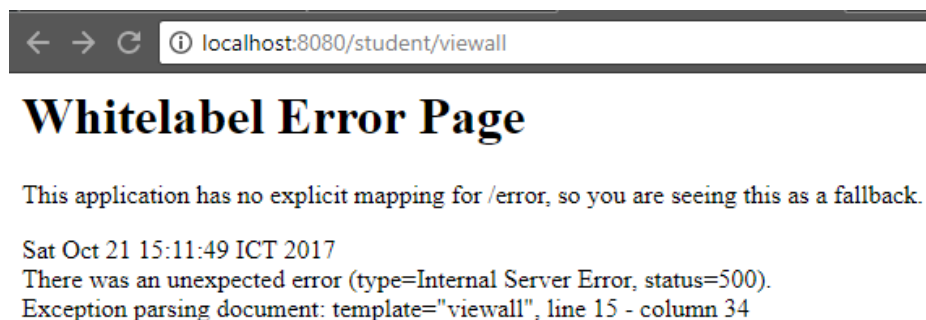 localhost:8080/student/viewall
Whitelabel Error Page
This application has no explicit mapping for /error, so you are seeing this as a fallback.
Sat Oct 21 15:11:49 ICT 2017
There was an unexpected error (type=Internal Server Error, status=500).
Exception parsing document: template="viewall", line 15 - column 34